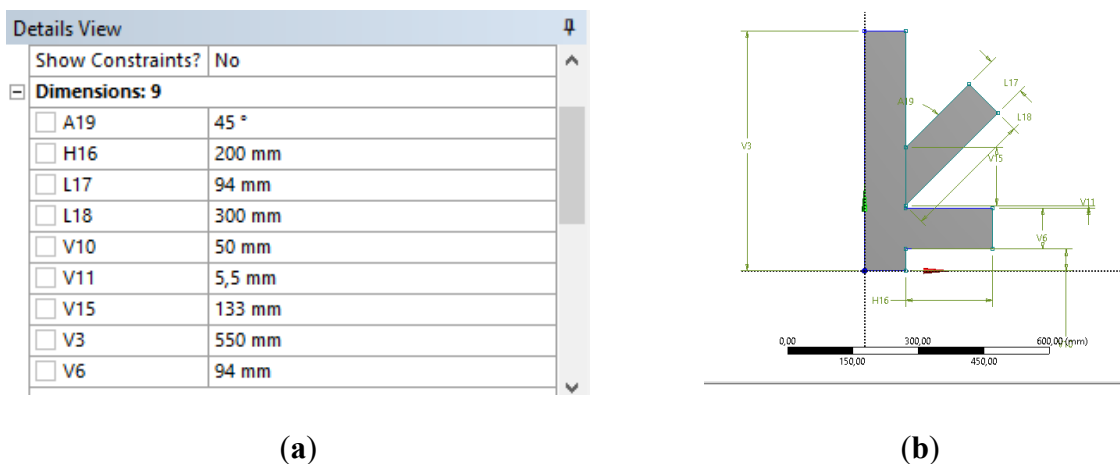 Details View
Show Constraints? No
Dimensions: 9
A19 45 °
H16 200 mm
L17 94 mm
L18 300 mm
V10 50 mm
V11 5,5 mm
V15 133 mm
V3 550 mm
V6 94 mm
(a)
L17
A19
L18
V3
V15
V11
V6
H16
0,00 300,00 600,00 (mm)
150,00 450,00
(b)